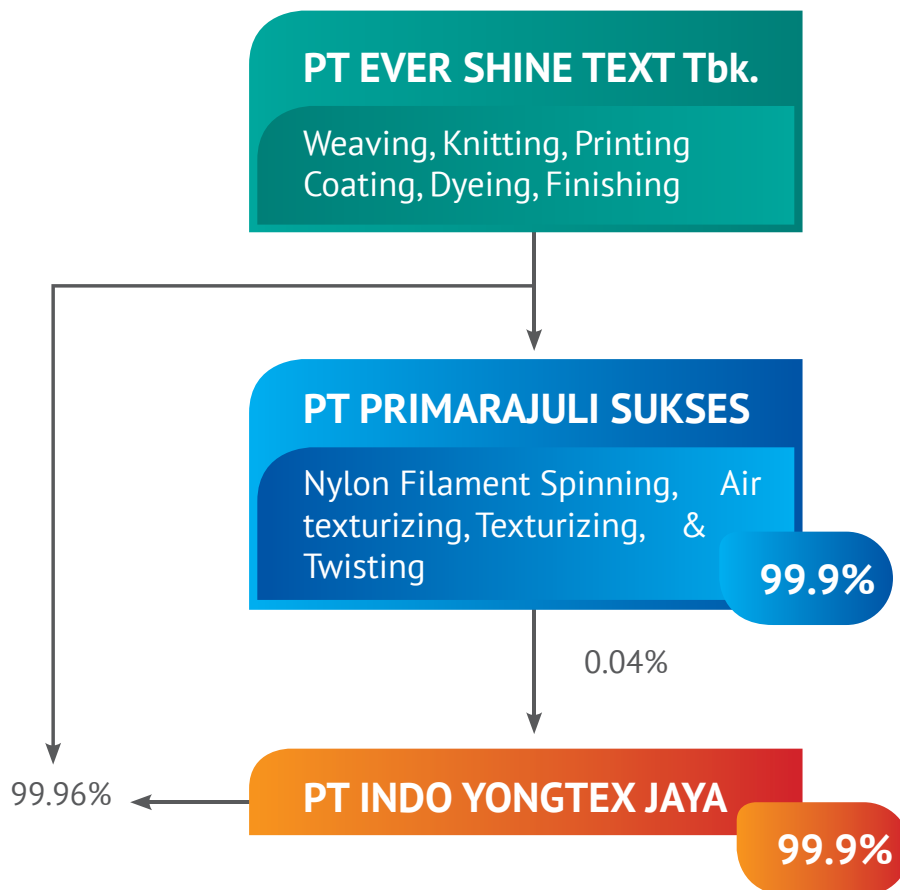 PT EVER SHINE TEXT Tbk.
Weaving, Knitting, Printing
Coating, Dyeing, Finishing
PT PRIMARAJULI SUKSES
Nylon Filament Spinning, Air
texturizing, Texturizing, &
Twisting
99.9%
0.04%
99.96%
PT INDO YONGTEX JAYA
99.9%